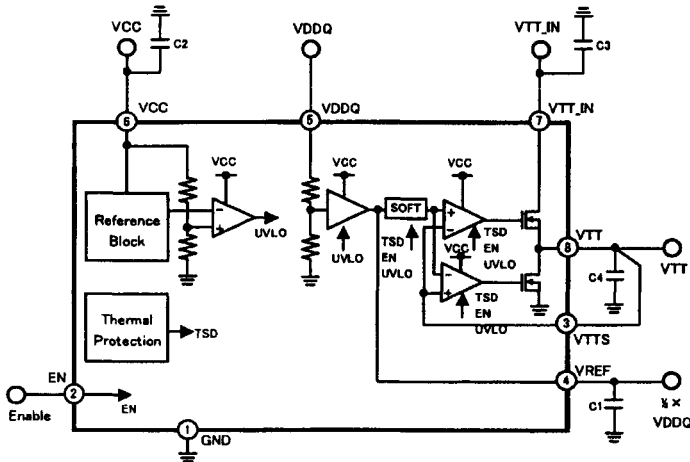 VCC
C2
VDDQ
VTT_IN
C3
6
VCC
5
VDDQ
7
VTT_IN
VCC
VCC
VCC
Reference
Block
−
+
UVLO
UVLO
SOFT
TSD
EN
UVLO
+
−
TSD
EN
UVLO
VCC
−
+
TSD
EN
UVLO
8
VTT
VTT
C4
Thermal
Protection
TSD
3
VTTS
EN
2
EN
Enable
4
VREF
C1
½ ×
VDDQ
1
GND